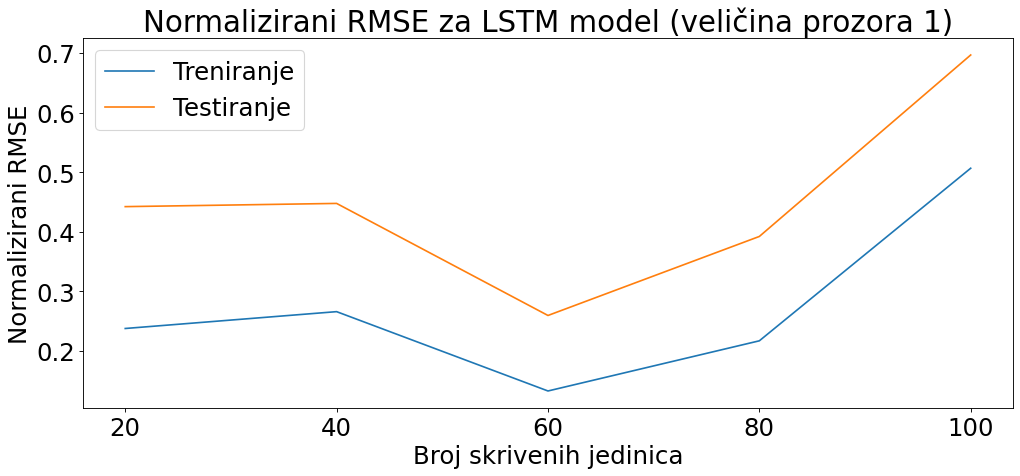 Normalizirani RMSE za LSTM model (veličina prozora 1)
Treniranje
Testiranje
Normalizirani RMSE
0.7
0.6
0.5
0.4
0.3
0.2
20 40 60 80 100
Broj skrivenih jedinica